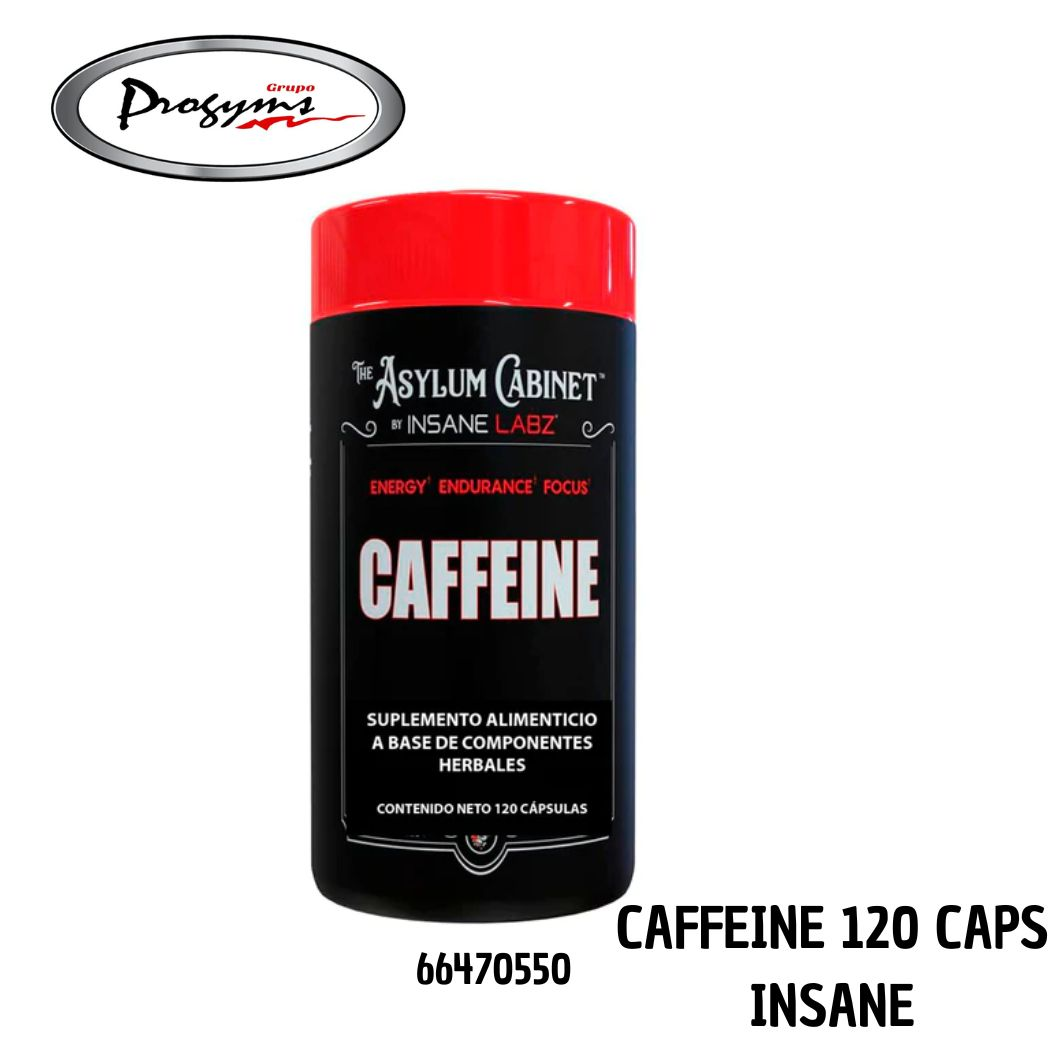 Grupo
Progyms
THE ASYLUM CABINET™
BY INSANE LABZ®
ENERGY‡ ENDURANCE‡ FOCUS‡
CAFFEINE
SUPLEMENTO ALIMENTICIO
A BASE DE COMPONENTES
HERBALES
CONTENIDO NETO 120 CÁPSULAS
66470550
CAFFEINE 120 CAPS
INSANE